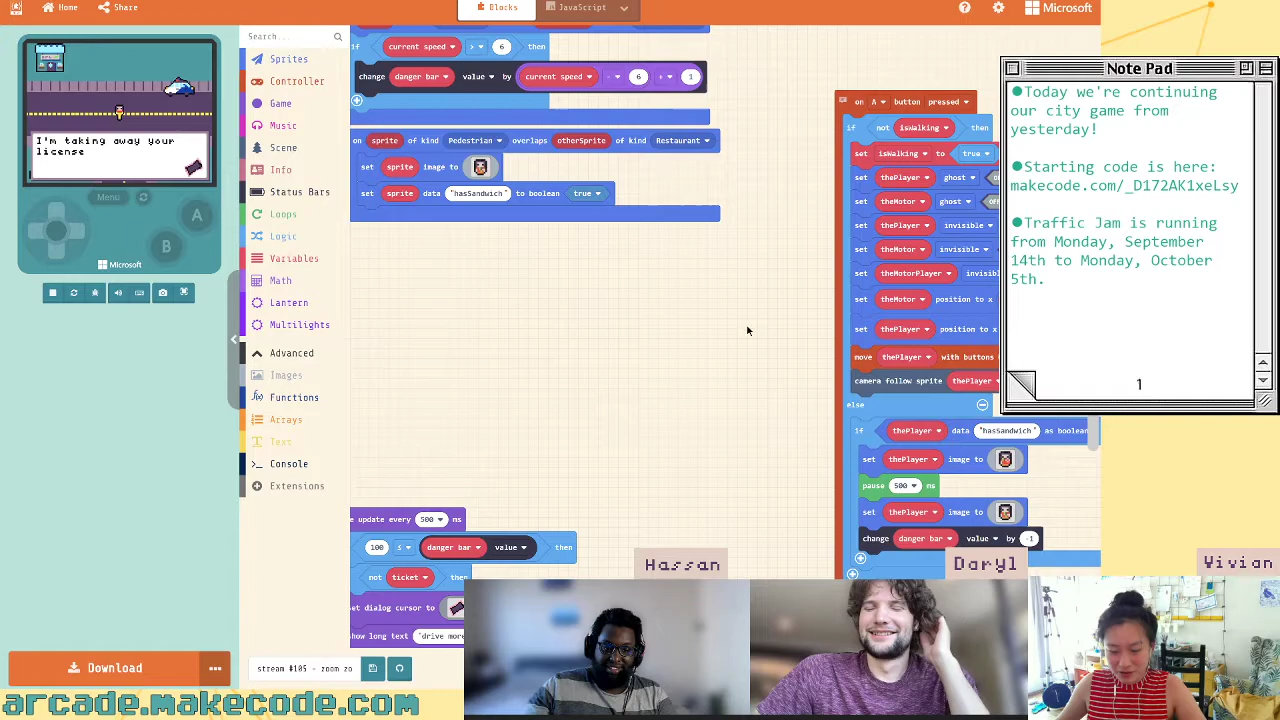 Home
Share
Blocks
JavaScript
Microsoft
Search...
I'm taking away your
license
Menu
A
B
Microsoft
Sprites
Controller
Game
Music
Scene
Info
Status Bars
Loops
Logic
Variables
Math
Lantern
Multilights
Advanced
Images
Functions
Arrays
Text
Console
Extensions
Download
stream #105 - zoom zo
arcade.makecode.com
if current speed > 6 then
change danger bar value by current speed - 6 + 1
on sprite of kind Pedestrian overlaps otherSprite of kind Restaurant
set sprite image to
set sprite data "hasSandwich" to boolean true
e update every 500 ms
100 ≤ danger bar value then
not ticket then
set dialog cursor to
show long text "drive more
on A button pressed
if not isWalking then
set isWalking to true
set thePlayer ghost
set theMotor ghost
set thePlayer invisible
set theMotor invisible
set theMotorPlayer invisib
set theMotor position to x
set thePlayer position to x
move thePlayer with buttons
camera follow sprite thePlayer
else
if thePlayer data "hasSandwich" as boolean
set thePlayer image to
pause 500 ms
set thePlayer image to
change danger bar value by -1
Note Pad
●Today we're continuing
our city game from
yesterday!
●Starting code is here:
makecode.com/_D172AK1xeLsy
●Traffic Jam is running
from Monday, September
14th to Monday, October
5th.
1
Hassan
Daryl
Vivian